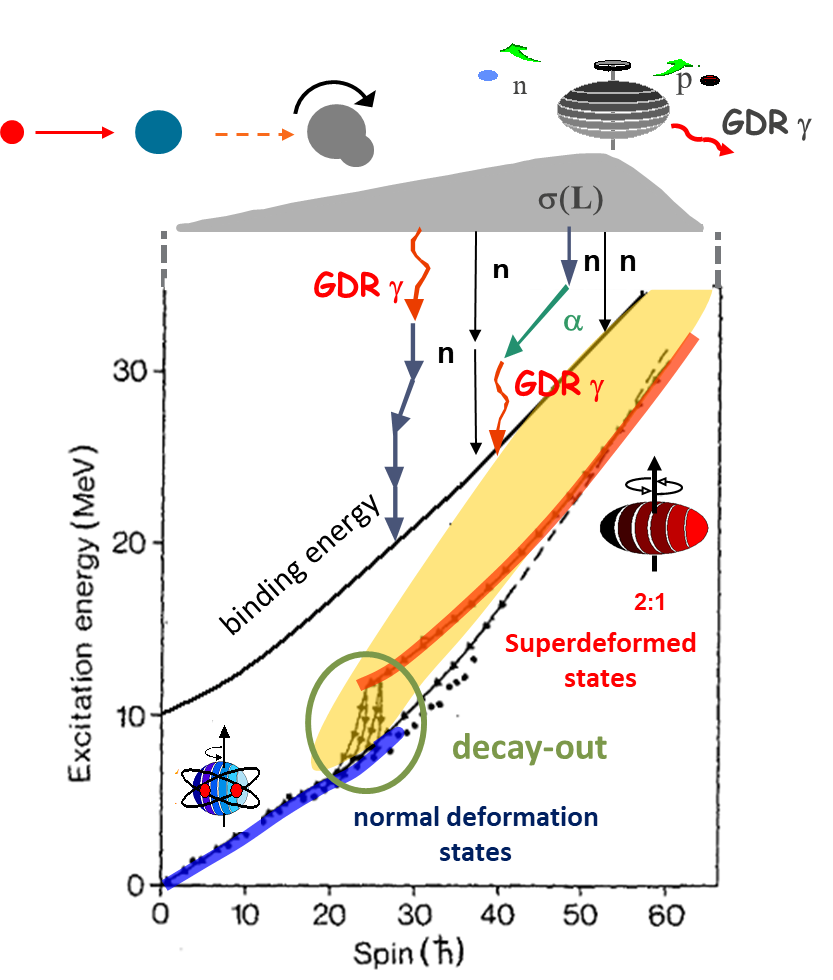 n
p
GDR γ
σ(L)
GDR γ
n
n
n
α
n
GDR γ
30
20
10
0
Excitation energy (MeV)
binding energy
2:1
Superdeformed
states
decay-out
normal deformation
states
0
10
20
30
40
50
60
Spin (ħ)